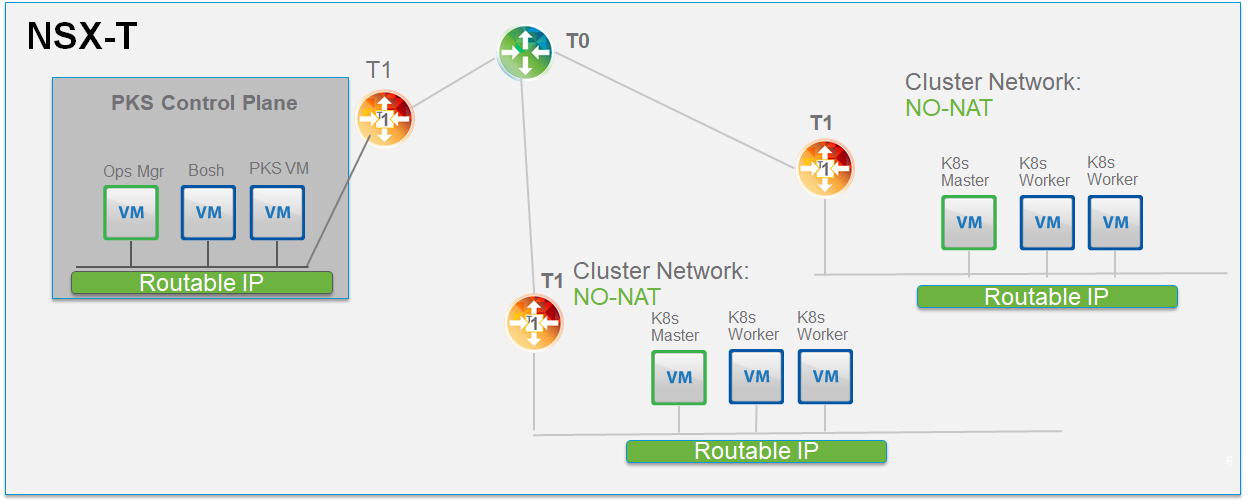 NSX-T
T0
T1
T1
PKS Control Plane
Ops Mgr
Bosh
PKS VM
VM
VM
VM
Routable IP
Cluster Network:
NO-NAT
T1
T1
K8s
Master
K8s
Worker
K8s
Worker
VM
VM
VM
Routable IP
T1
T1
Cluster Network:
NO-NAT
K8s
Master
K8s
Worker
K8s
Worker
VM
VM
VM
Routable IP
6